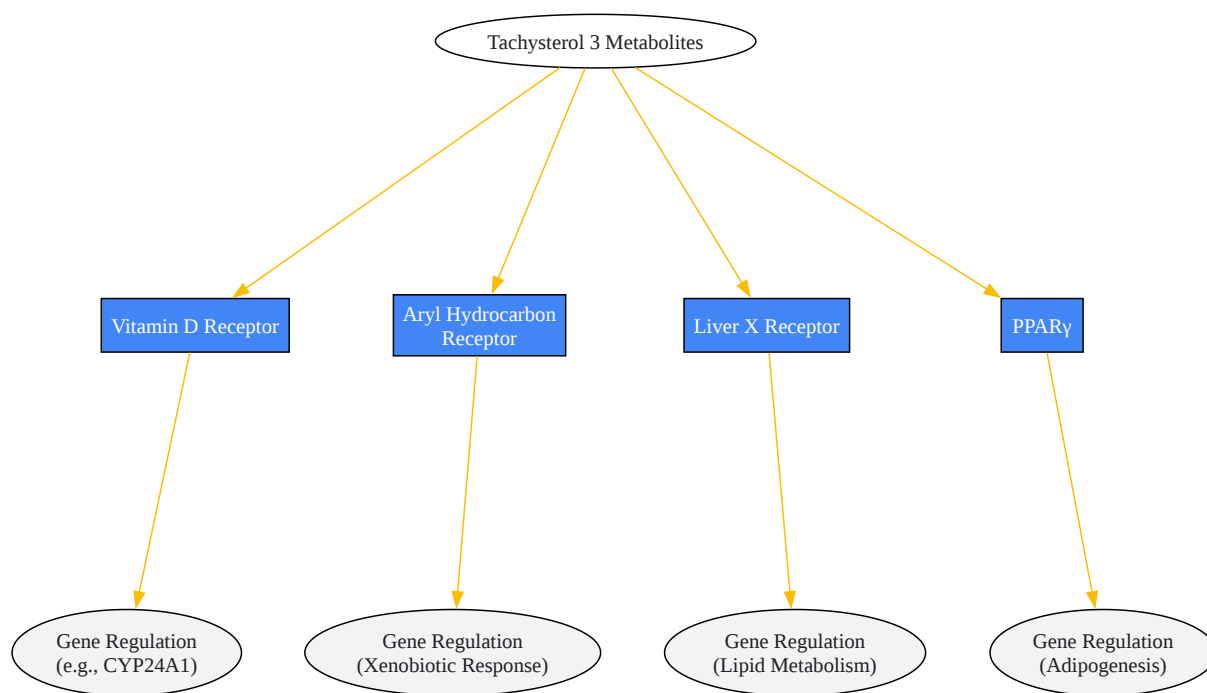 Tachysterol 3 Metabolites
Vitamin D Receptor
Aryl Hydrocarbon
Receptor
Liver X Receptor
PPARγ
Gene Regulation
(e.g., CYP24A1)
Gene Regulation
(Xenobiotic Response)
Gene Regulation
(Lipid Metabolism)
Gene Regulation
(Adipogenesis)